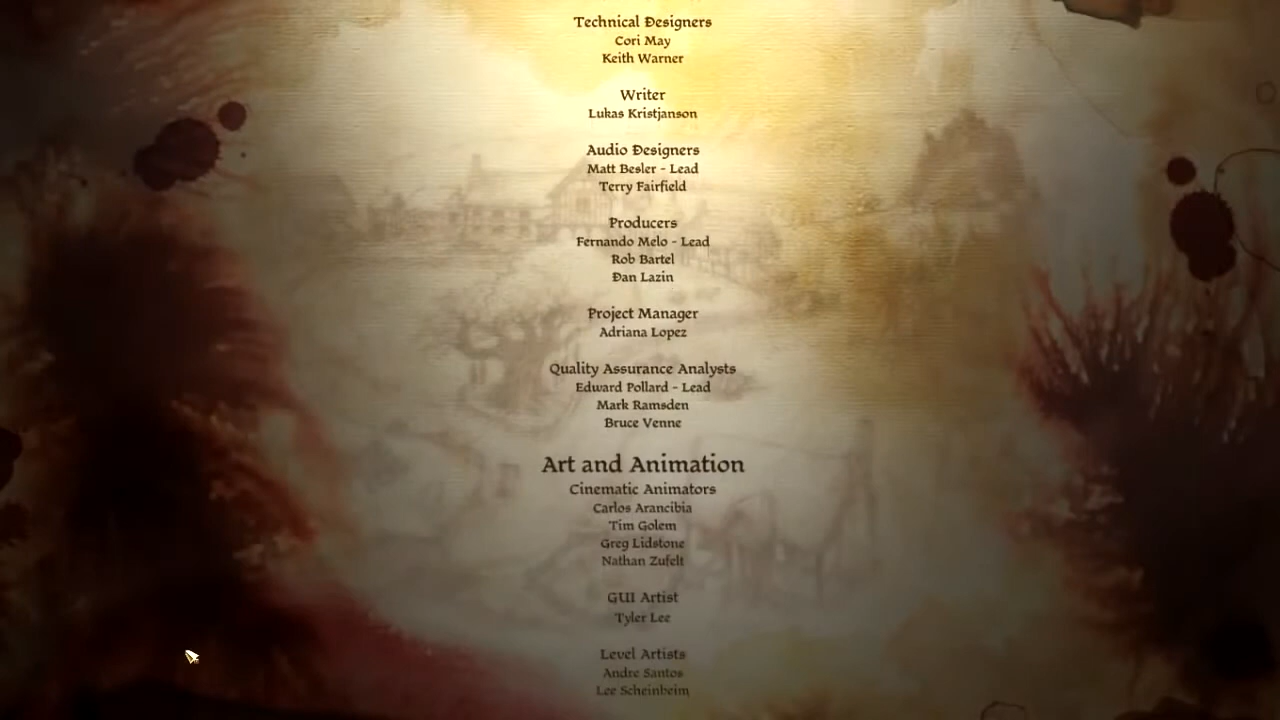 Technical Designers
Cori May
Keith Warner
Writer
Lukas Kristjanson
Audio Designers
Matt Besler - Lead
Terry Fairfield
Producers
Fernando Melo - Lead
Rob Bartel
Dan Lazin
Project Manager
Adriana Lopez
Quality Assurance Analysts
Edward Pollard - Lead
Mark Ramsden
Bruce Venne
Art and Animation
Cinematic Animators
Carlos Arancibia
Tim Golem
Greg Lidstone
Nathan Zufelt
GUI Artist
Tyler Lee
Level Artists
Andre Santos
Lee Scheinbeim